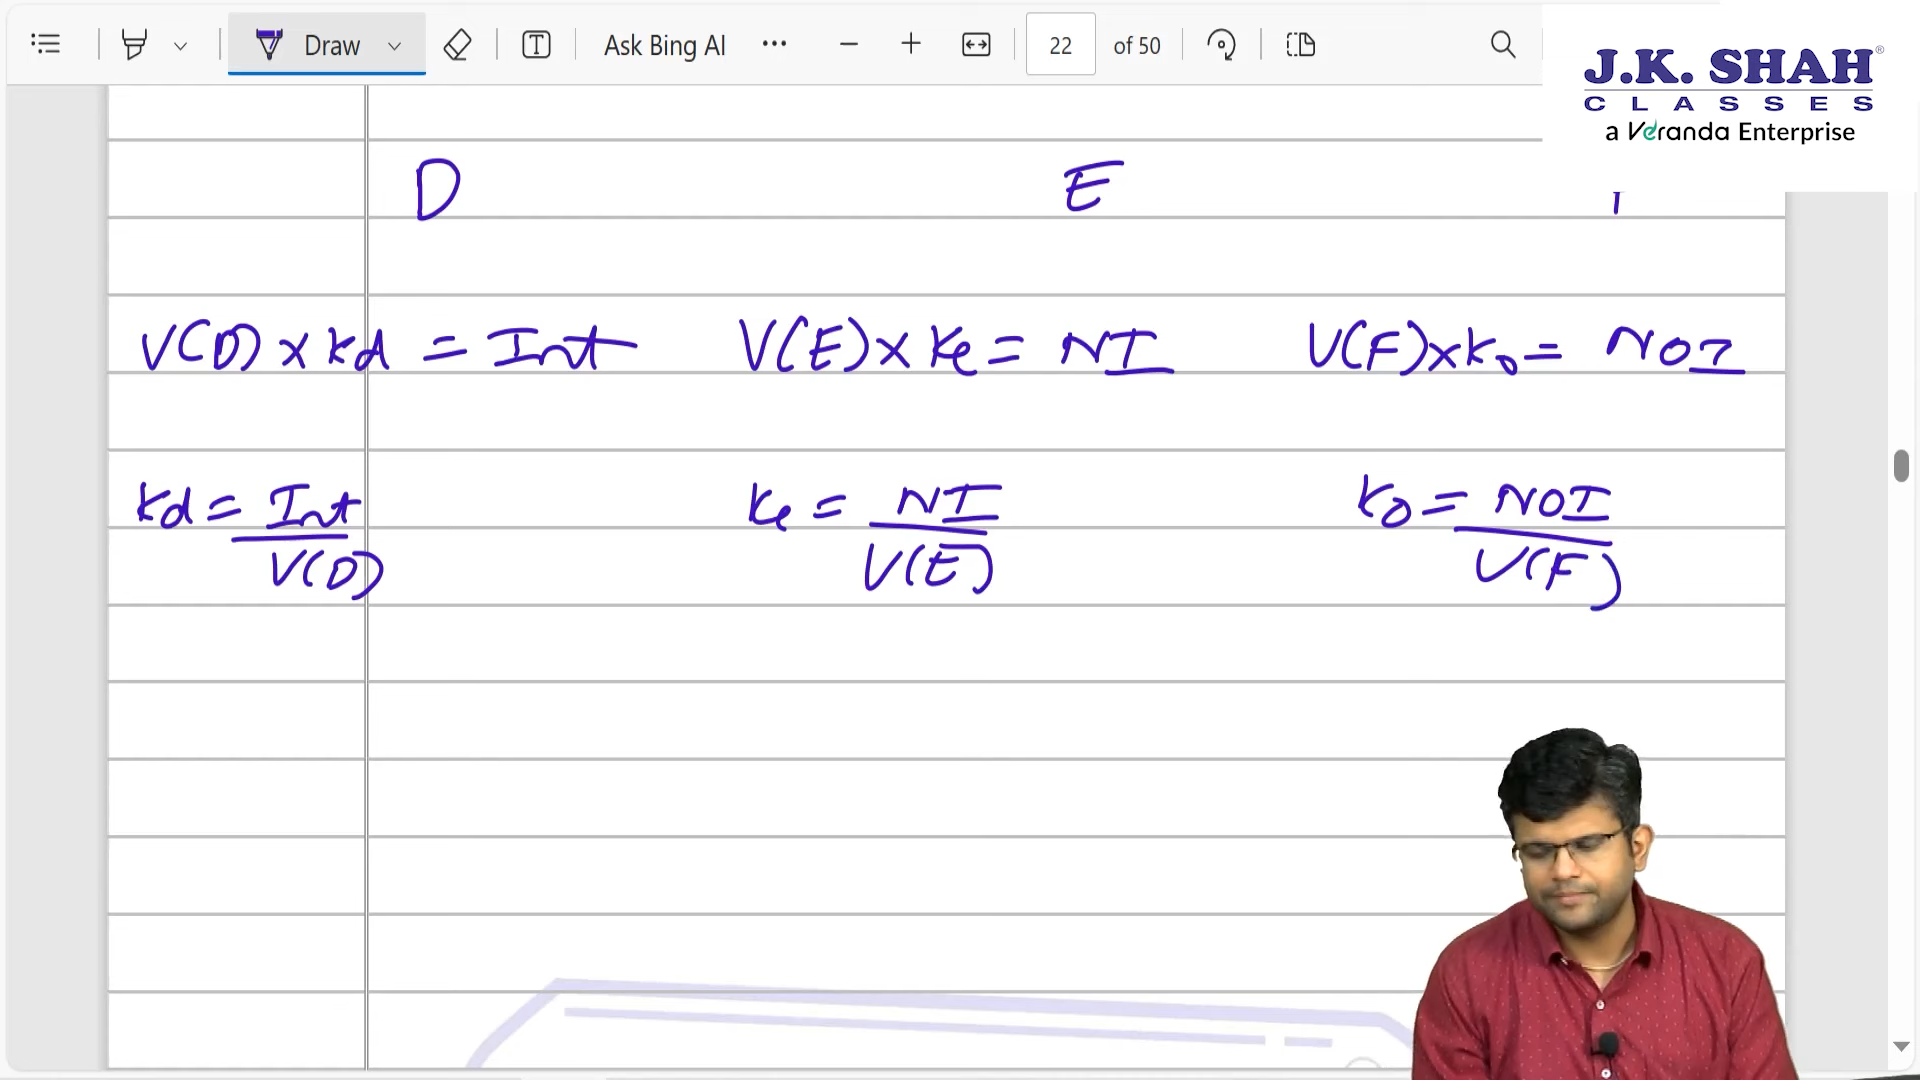 Draw Ask Bing AI ... 22 of 50
J.K. SHAH®
CLASSES
a Veranda Enterprise
D E
V(D) x kd = Int V(E) x ke = NI V(F) x ko = NOI
kd = Int / V(D) ke = NI / V(E) ko = NOI / V(F)